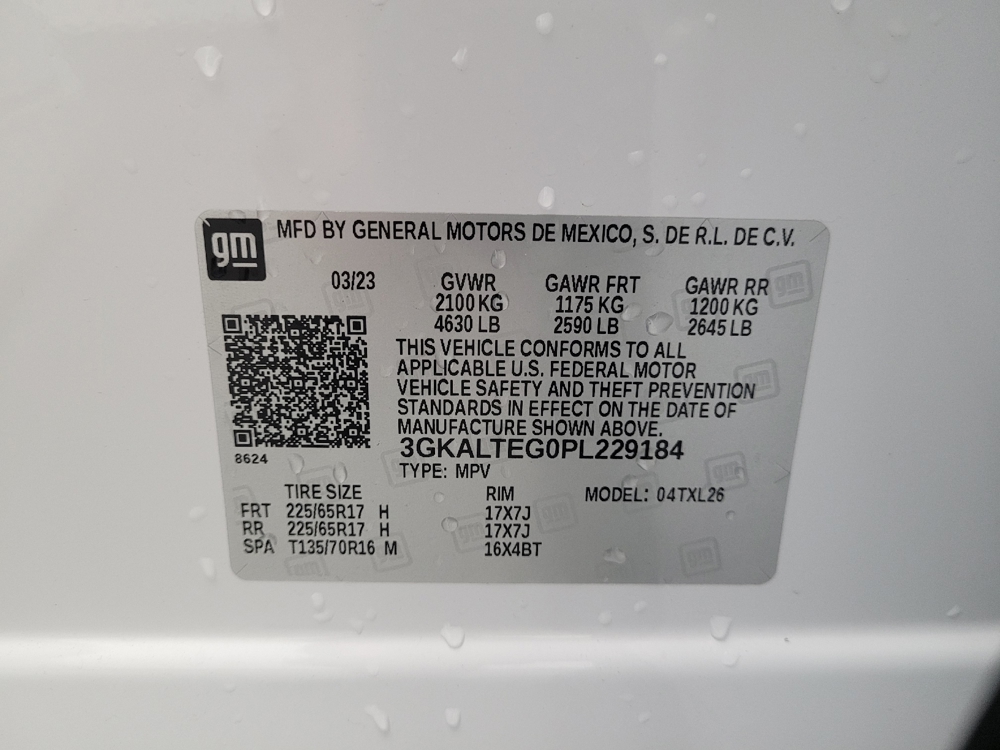 gm MFD BY GENERAL MOTORS DE MEXICO, S. DE R.L. DE C.V.
03/23 GVWR GAWR FRT GAWR RR
2100 KG 1175 KG 1200 KG
4630 LB 2590 LB 2645 LB
THIS VEHICLE CONFORMS TO ALL
APPLICABLE U.S. FEDERAL MOTOR
VEHICLE SAFETY AND THEFT PREVENTION
STANDARDS IN EFFECT ON THE DATE OF
MANUFACTURE SHOWN ABOVE.
3GKALTEG0PL229184
8624
TYPE: MPV
TIRE SIZE RIM MODEL: 04TXL26
FRT 225/65R17 H 17X7J
RR 225/65R17 H 17X7J
SPA T135/70R16 M 16X4BT